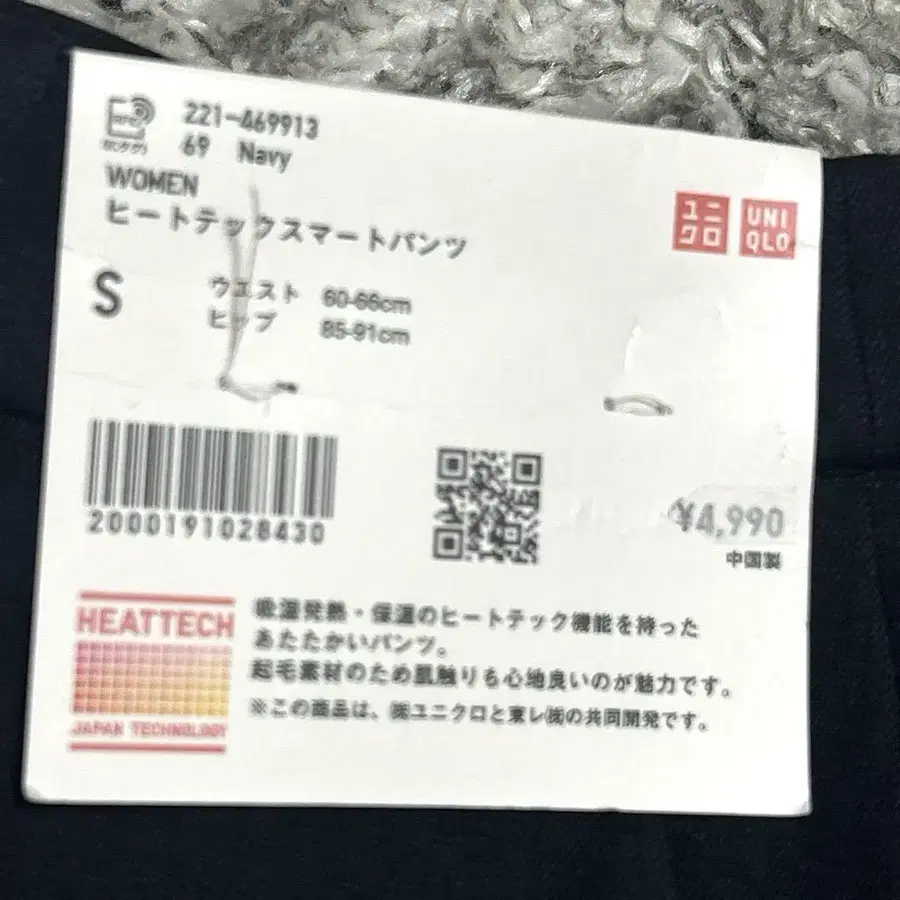 221-469913
69 Navy
WOMEN
ヒートテックスマートパンツ
ユニ
クロ
UNI
QLO
S
ウエスト 60-66cm
ヒップ 85-91cm
2000191028430
¥4,990
中国製
HEATTECH
JAPAN TECHNOLOGY
吸湿発熱・保温のヒートテック機能を持った
あたたかいパンツ。
起毛素材のため肌触りも心地良いのが魅力です。
※この商品は、㈱ユニクロと東レ㈱の共同開発です。